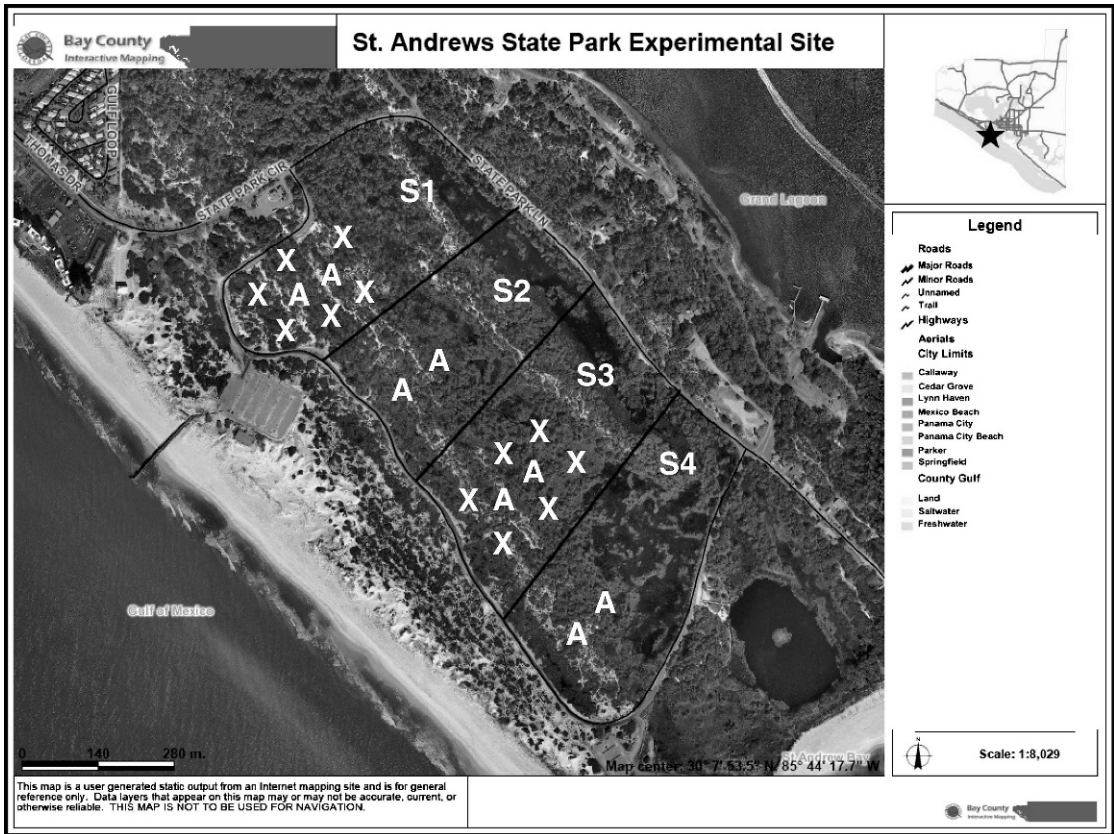 Bay County
Interactive Mapping
St. Andrews State Park Experimental Site
GULF LOOP
THOMAS DR
STATE PARK CIR
STATE PARK LN
Grand Lagoon
S1
X
X
A
X
A
X
X
X
S2
A
A
S3
X
X
A
X
X
A
X
X
S4
A
A
Gulf of Mexico
St Andrew Bay
0 140 280 m.
Map center: 30° 7' 53.5" N, 85° 44' 17.7" W
Legend
Roads
Major Roads
Minor Roads
Unnamed
Trail
Highways
Aerials
City Limits
Callaway
Cedar Grove
Lynn Haven
Mexico Beach
Panama City
Panama City Beach
Parker
Springfield
County Gulf
Land
Saltwater
Freshwater
N
Scale: 1:8,029
This map is a user generated static output from an Internet mapping site and is for general
reference only. Data layers that appear on this map may or may not be accurate, current, or
otherwise reliable. THIS MAP IS NOT TO BE USED FOR NAVIGATION.
Bay County
Interactive Mapping